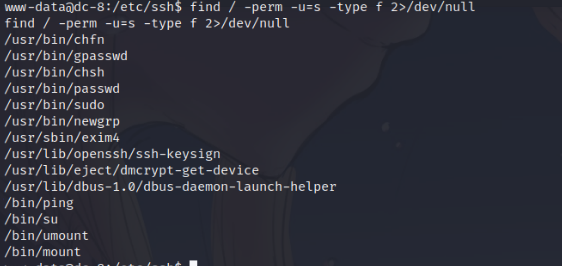 www-data@dc-8:/etc/ssh$ find / -perm -u=s -type f 2>/dev/null
find / -perm -u=s -type f 2>/dev/null
/usr/bin/chfn
/usr/bin/gpasswd
/usr/bin/chsh
/usr/bin/passwd
/usr/bin/sudo
/usr/bin/newgrp
/usr/sbin/exim4
/usr/lib/openssh/ssh-keysign
/usr/lib/eject/dmcrypt-get-device
/usr/lib/dbus-1.0/dbus-daemon-launch-helper
/bin/ping
/bin/su
/bin/umount
/bin/mount